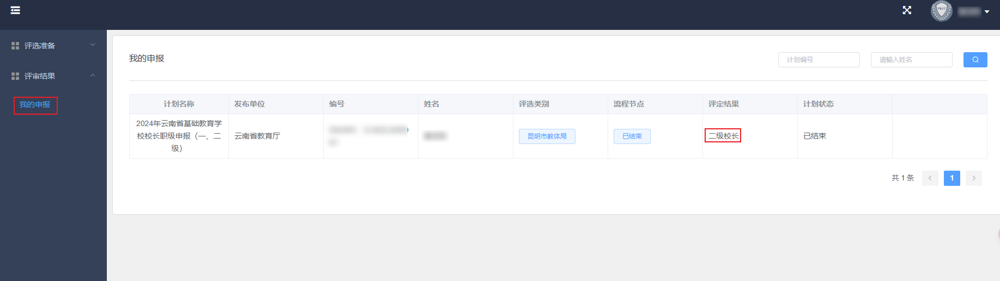 评选准备
评审结果
我的申报
我的申报
计划编号
请输入姓名
计划名称
发布单位
编号
姓名
评选类别
流程节点
评定结果
计划状态
2024年云南省基础教育学
校校长职级申报（一、二
级）
云南省教育厅
昆明市教体局
已结束
二级校长
已结束
共 1 条
1